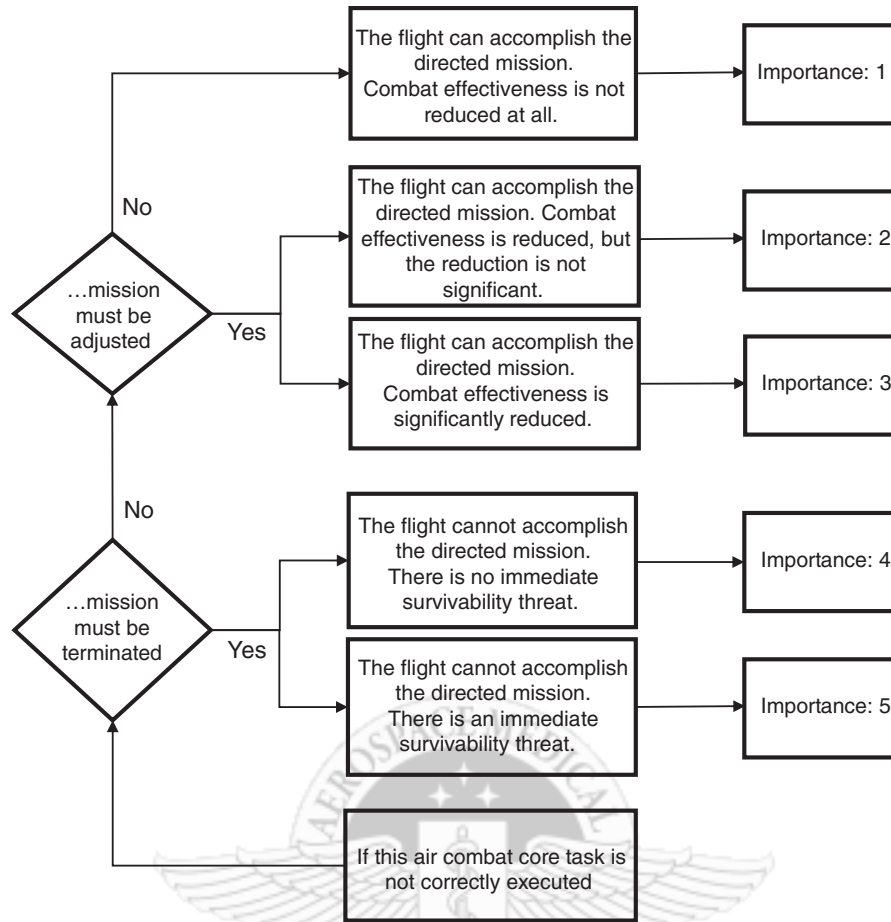 The flight can accomplish the
directed mission.
Combat effectiveness is not
reduced at all.
Importance: 1
No
The flight can accomplish the
directed mission. Combat
effectiveness is reduced, but
the reduction is not
significant.
Importance: 2
...mission
must be
adjusted
Yes
The flight can accomplish the
directed mission.
Combat effectiveness is
significantly reduced.
Importance: 3
No
The flight cannot accomplish
the directed mission.
There is no immediate
survivability threat.
Importance: 4
...mission
must be
terminated
Yes
The flight cannot accomplish
the directed mission.
There is an immediate
survivability threat.
Importance: 5
AEROSPACE MEDICAL
If this air combat core task is
not correctly executed